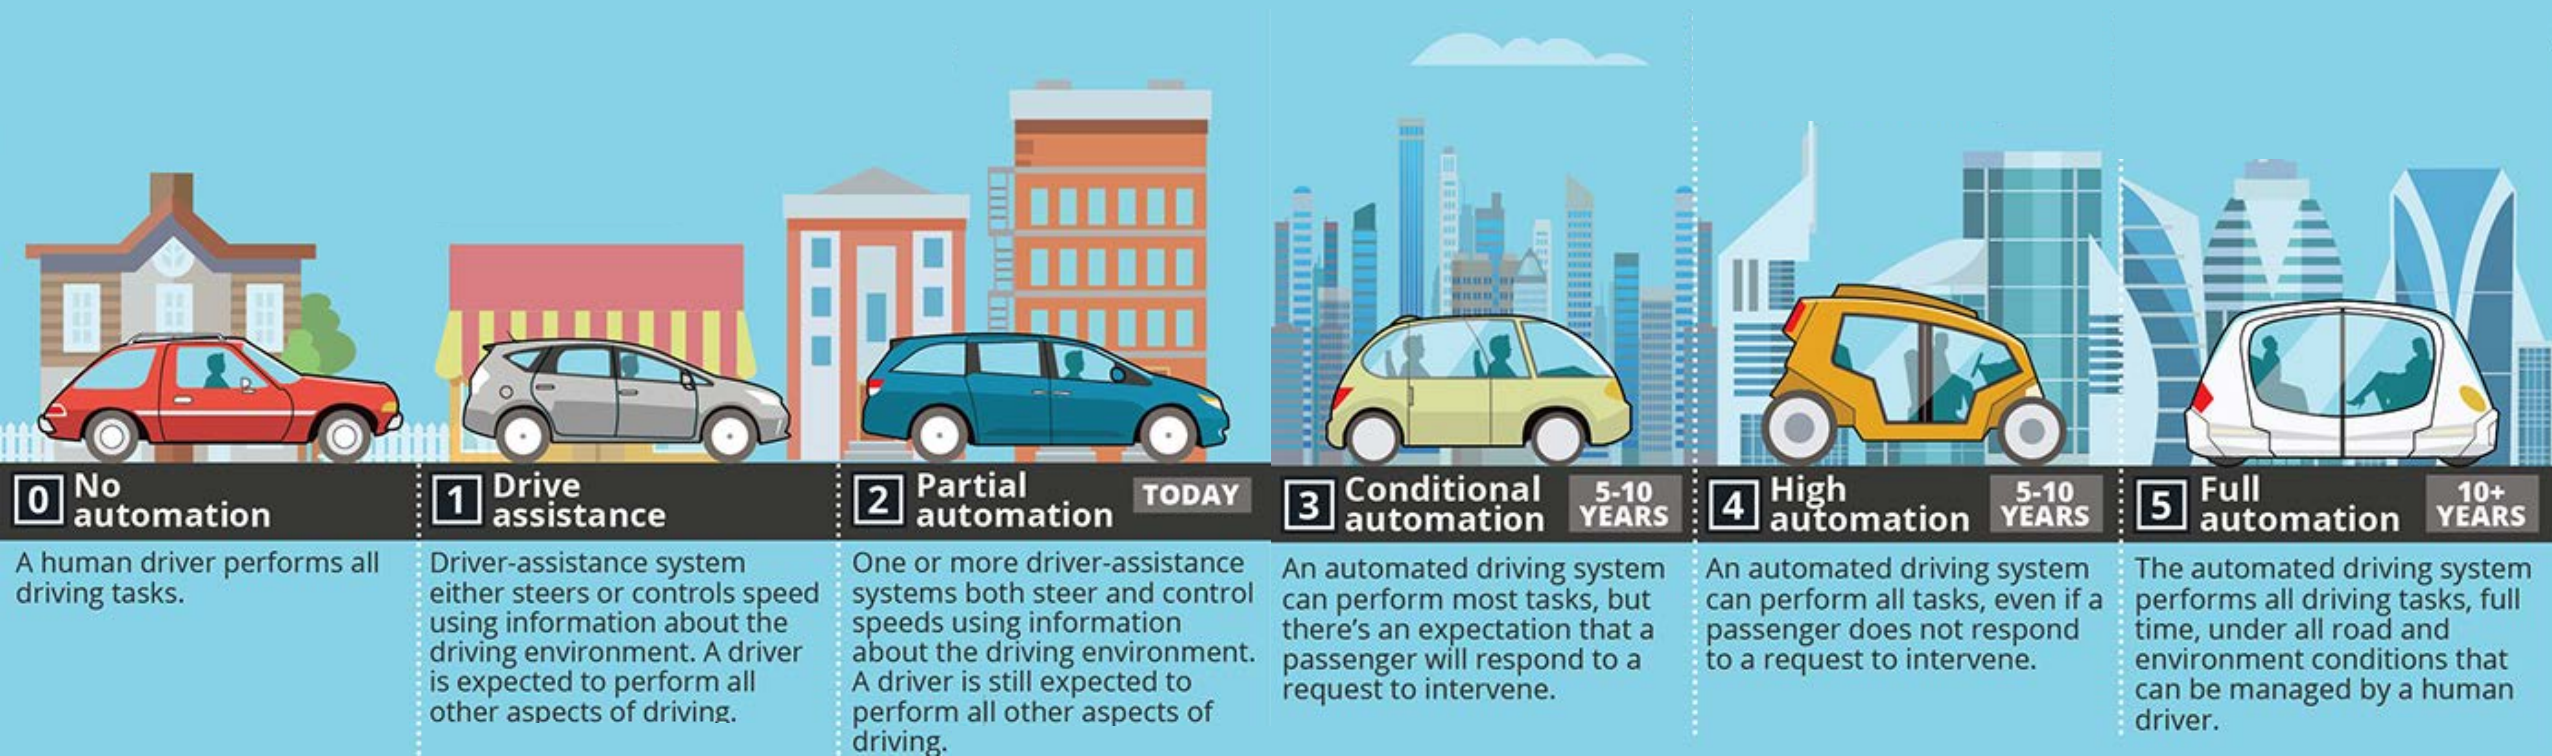 0
No
automation
A human driver performs all
driving tasks.
1
Drive
assistance
Driver-assistance system
either steers or controls speed
using information about the
driving environment. A driver
is expected to perform all
other aspects of driving.
2
Partial
automation
TODAY
One or more driver-assistance
systems both steer and control
speeds using information
about the driving environment.
A driver is still expected to
perform all other aspects of
driving.
3
Conditional
automation
5-10
YEARS
An automated driving system
can perform most tasks, but
there's an expectation that a
passenger will respond to a
request to intervene.
4
High
automation
5-10
YEARS
An automated driving system
can perform all tasks, even if a
passenger does not respond
to a request to intervene.
5
Full
automation
10+
YEARS
The automated driving system
performs all driving tasks, full
time, under all road and
environment conditions that
can be managed by a human
driver.